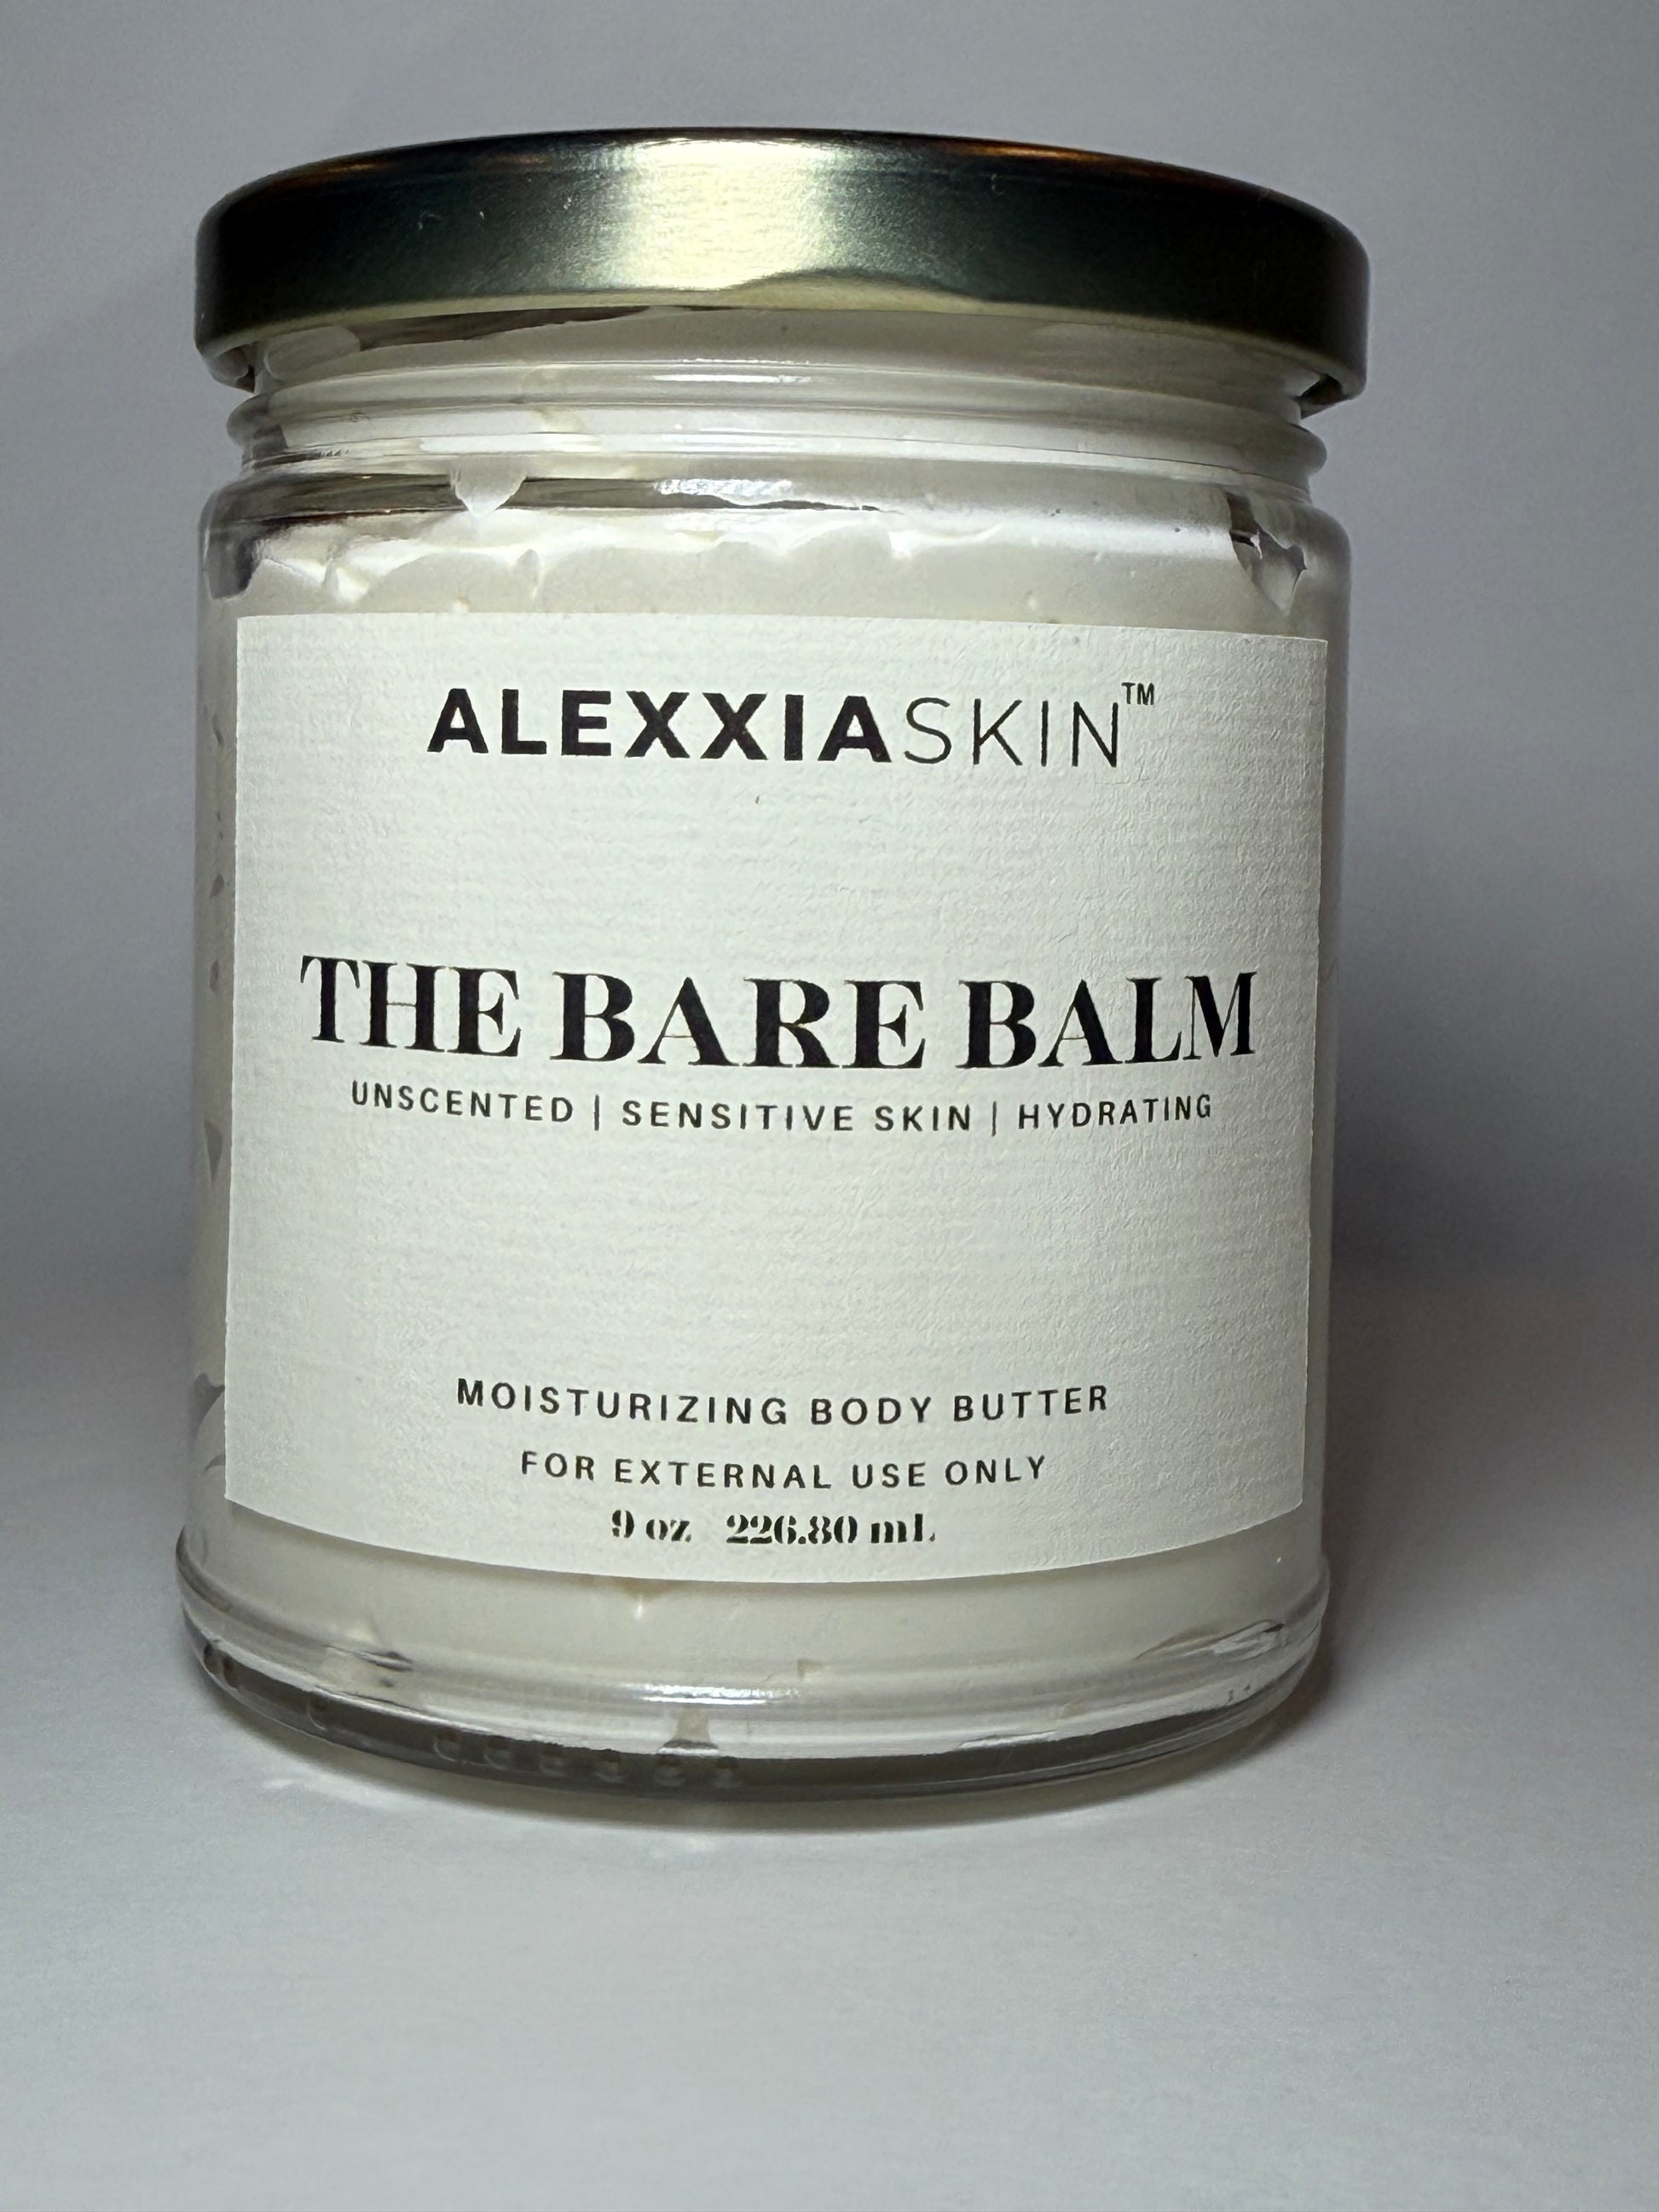 ALEXXIASKIN™
THE BARE BALM
UNSCENTED | SENSITIVE SKIN | HYDRATING
MOISTURIZING BODY BUTTER
FOR EXTERNAL USE ONLY
9 oz 226.80 mL